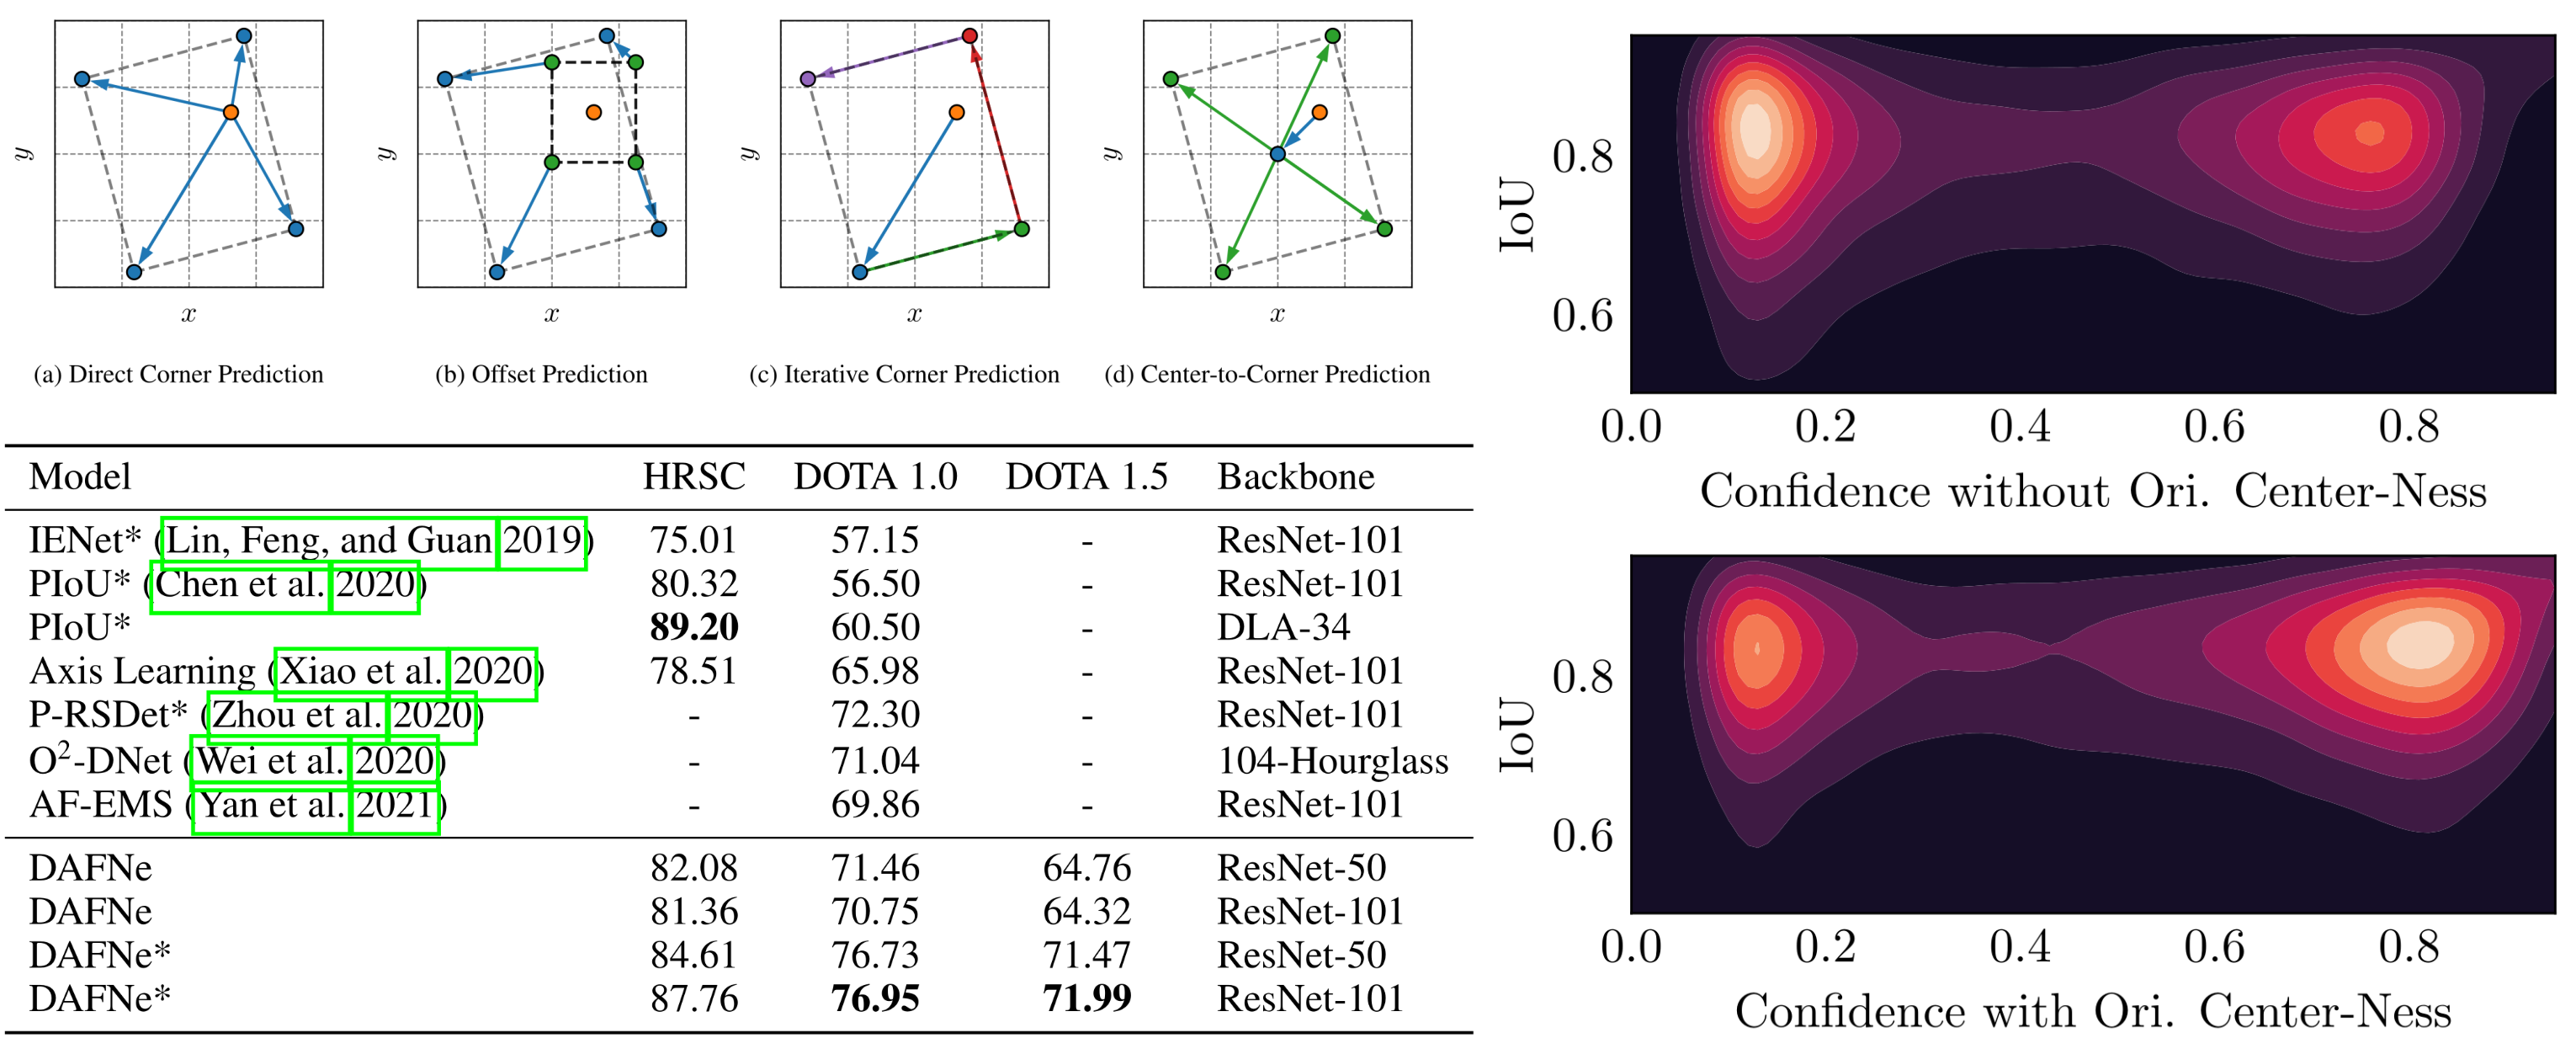 y
x
(a) Direct Corner Prediction
y
x
(b) Offset Prediction
y
x
(c) Iterative Corner Prediction
y
x
(d) Center-to-Corner Prediction
Model HRSC DOTA 1.0 DOTA 1.5 Backbone
IENet* (Lin, Feng, and Guan 2019) 75.01 57.15 - ResNet-101
PIoU* (Chen et al. 2020) 80.32 56.50 - ResNet-101
PIoU* 89.20 60.50 - DLA-34
Axis Learning (Xiao et al. 2020) 78.51 65.98 - ResNet-101
P-RSDet* (Zhou et al. 2020) - 72.30 - ResNet-101
O²-DNet (Wei et al. 2020) - 71.04 - 104-Hourglass
AF-EMS (Yan et al. 2021) - 69.86 - ResNet-101
DAFNe 82.08 71.46 64.76 ResNet-50
DAFNe 81.36 70.75 64.32 ResNet-101
DAFNe* 84.61 76.73 71.47 ResNet-50
DAFNe* 87.76 76.95 71.99 ResNet-101
IoU
0.8
0.6
0.0 0.2 0.4 0.6 0.8
Confidence without Ori. Center-Ness
IoU
0.8
0.6
0.0 0.2 0.4 0.6 0.8
Confidence with Ori. Center-Ness